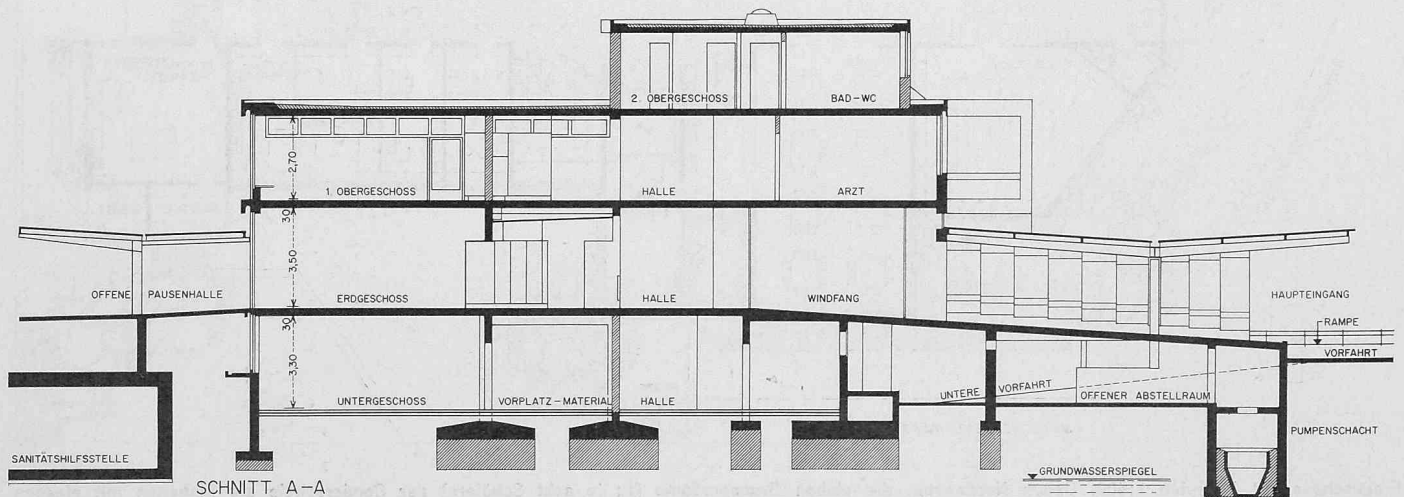 2. OBERGESCHOSS BAD-WC
2,70
1. OBERGESCHOSS HALLE ARZT
30
3,50
OFFENE PAUSENHALLE ERDGESCHOSS HALLE WINDFANG HAUPTEINGANG
30
RAMPE
VORFAHRT
3,30
UNTERE VORFAHRT
UNTERGESCHOSS VORPLATZ-MATERIAL HALLE OFFENER ABSTELLRAUM
PUMPENSCHACHT
SANITÄTSHILFSSTELLE
GRUNDWASSERSPIEGEL
SCHNITT A-A